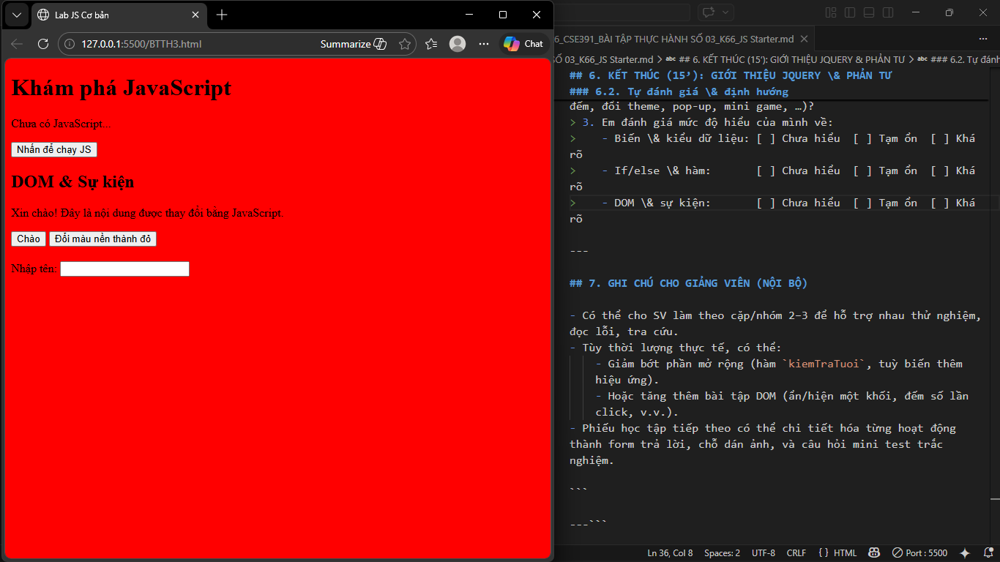 Lab JS Cơ bản
127.0.0.1:5500/BTTH3.html
Summarize
Chat
Khám phá JavaScript
Chưa có JavaScript...
Nhấn để chạy JS
DOM & Sự kiện
Xin chào! Đây là nội dung được thay đổi bằng JavaScript.
Chào
Đổi màu nền thành đỏ
Nhập tên:
6_CSE391_BÀI TẬP THỰC HÀNH SỐ 03_K66_JS Starter.md
SỐ 03_K66_JS Starter.md > ## 6. KẾT THÚC (15'): GIỚI THIỆU JQUERY & PHẢN TƯ > ### 6.2. Tự đánh
## 6. KẾT THÚC (15’): GIỚI THIỆU JQUERY \& PHẢN TƯ
### 6.2. Tự đánh giá \& định hướng
đếm, đổi theme, pop-up, mini game, …)?
> 3. Em đánh giá mức độ hiểu của mình về:
>    - Biến \& kiểu dữ liệu: [ ] Chưa hiểu  [ ] Tạm ổn  [ ] Khá
rõ
>    - If/else \& hàm:       [ ] Chưa hiểu  [ ] Tạm ổn  [ ] Khá
rõ
>    - DOM \& sự kiện:       [ ] Chưa hiểu  [ ] Tạm ổn  [ ] Khá
rõ
---
## 7. GHI CHÚ CHO GIẢNG VIÊN (NỘI BỘ)
- Có thể cho SV làm theo cặp/nhóm 2–3 để hỗ trợ nhau thử nghiệm,
đọc lỗi, tra cứu.
- Tùy thời lượng thực tế, có thể:
- Giảm bớt phần mở rộng (hàm `kiemTraTuoi`, tuỳ biến thêm
hiệu ứng).
- Hoặc tăng thêm bài tập DOM (ẩn/hiện một khối, đếm số lần
click, v.v.).
- Phiếu học tập tiếp theo có thể chi tiết hóa từng hoạt động
thành form trả lời, chỗ dán ảnh, và câu hỏi mini test trắc
nghiệm.
```
---```
Ln 36, Col 8
Spaces: 2
UTF-8
CRLF
{ } HTML
Port : 5500